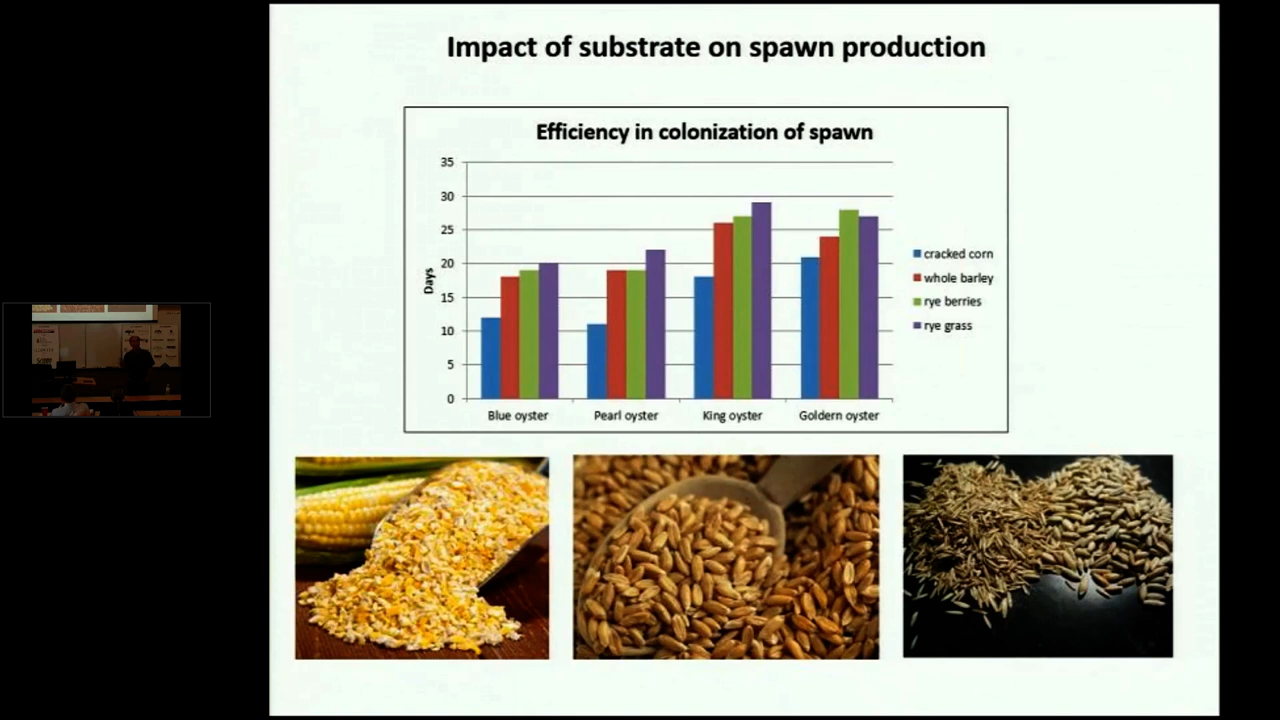 Impact of substrate on spawn production
Efficiency in colonization of spawn
35
30
25
20
15
10
5
0
Days
Blue oyster
Pearl oyster
King oyster
Goldern oyster
cracked corn
whole barley
rye berries
rye grass